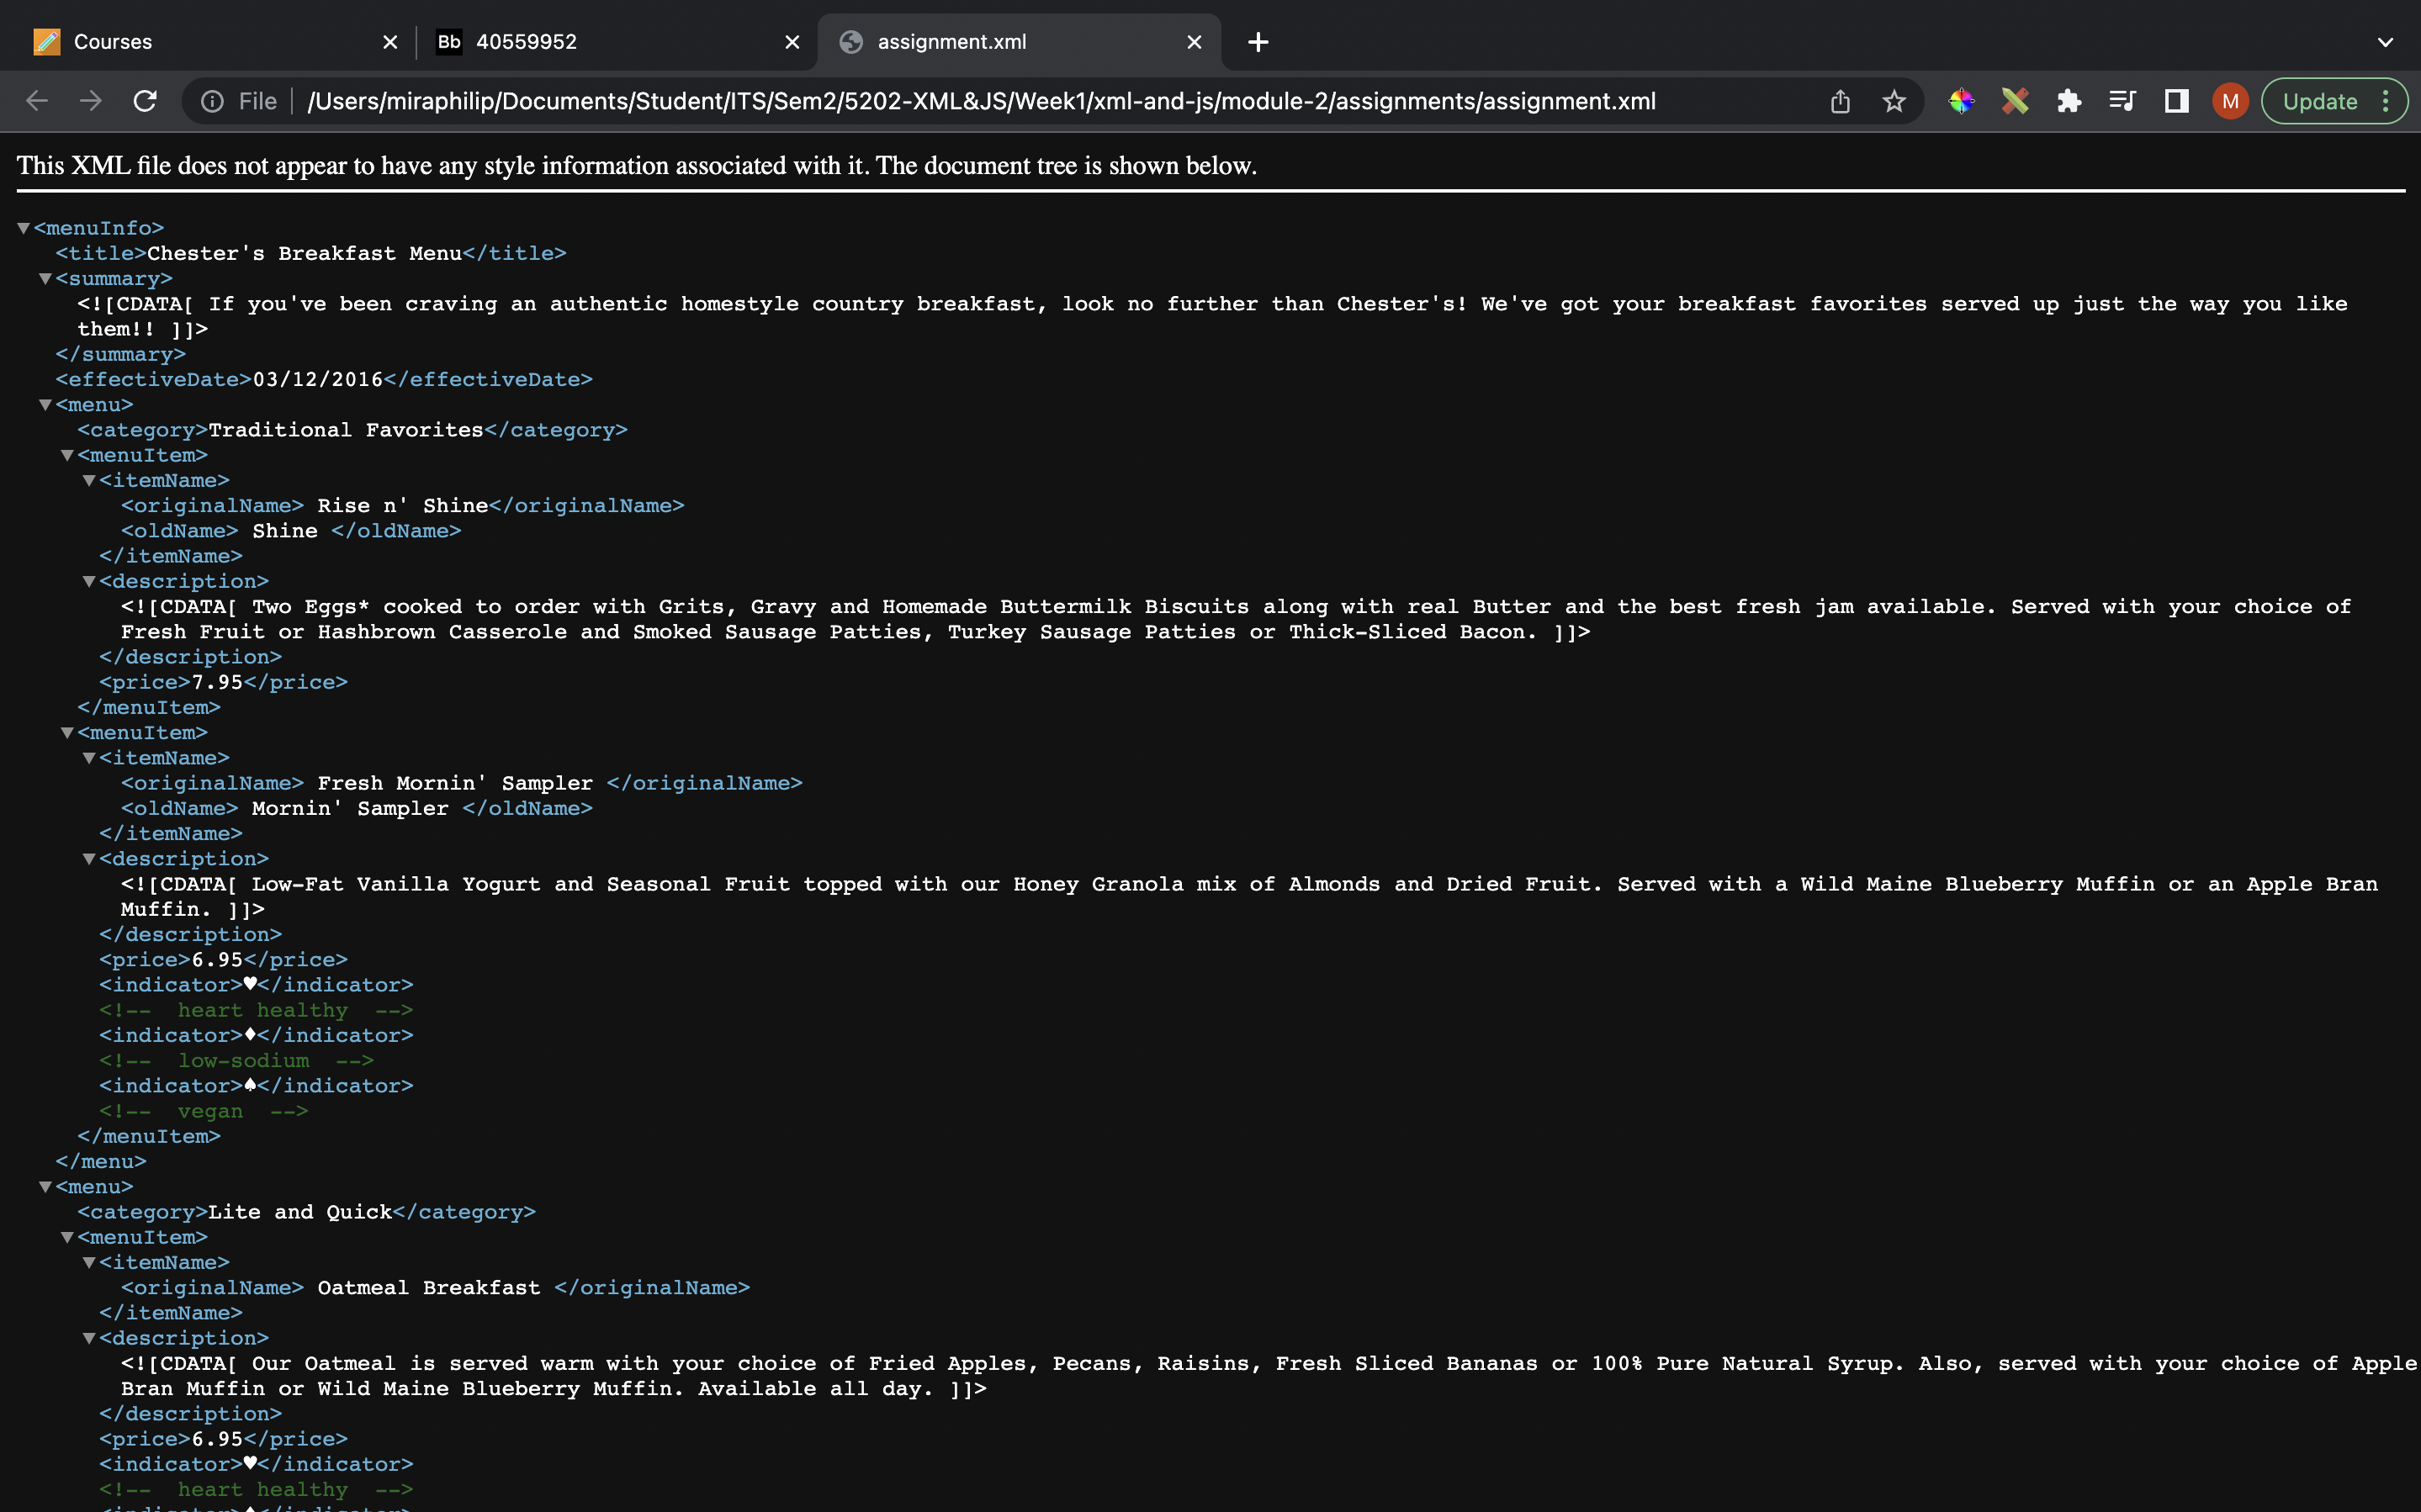 Courses
Bb 40559952
assignment.xml
File /Users/miraphilip/Documents/Student/ITS/Sem2/5202-XML&JS/Week1/xml-and-js/module-2/assignments/assignment.xml
M
Update
This XML file does not appear to have any style information associated with it. The document tree is shown below.
▼<menuInfo>
<title>Chester's Breakfast Menu</title>
▼<summary>
<![CDATA[ If you've been craving an authentic homestyle country breakfast, look no further than Chester's! We've got your breakfast favorites served up just the way you like
them!! ]]>
</summary>
<effectiveDate>03/12/2016</effectiveDate>
▼<menu>
<category>Traditional Favorites</category>
▼<menuItem>
▼<itemName>
<originalName> Rise n' Shine</originalName>
<oldName> Shine </oldName>
</itemName>
▼<description>
<![CDATA[ Two Eggs* cooked to order with Grits, Gravy and Homemade Buttermilk Biscuits along with real Butter and the best fresh jam available. Served with your choice of
Fresh Fruit or Hashbrown Casserole and Smoked Sausage Patties, Turkey Sausage Patties or Thick-Sliced Bacon. ]]>
</description>
<price>7.95</price>
</menuItem>
▼<menuItem>
▼<itemName>
<originalName> Fresh Mornin' Sampler </originalName>
<oldName> Mornin' Sampler </oldName>
</itemName>
▼<description>
<![CDATA[ Low-Fat Vanilla Yogurt and Seasonal Fruit topped with our Honey Granola mix of Almonds and Dried Fruit. Served with a Wild Maine Blueberry Muffin or an Apple Bran
Muffin. ]]>
</description>
<price>6.95</price>
<indicator>♥</indicator>
<!--  heart healthy  -->
<indicator>♦</indicator>
<!--  low-sodium  -->
<indicator>♠</indicator>
<!--  vegan  -->
</menuItem>
</menu>
▼<menu>
<category>Lite and Quick</category>
▼<menuItem>
▼<itemName>
<originalName> Oatmeal Breakfast </originalName>
</itemName>
▼<description>
<![CDATA[ Our Oatmeal is served warm with your choice of Fried Apples, Pecans, Raisins, Fresh Sliced Bananas or 100% Pure Natural Syrup. Also, served with your choice of Apple
Bran Muffin or Wild Maine Blueberry Muffin. Available all day. ]]>
</description>
<price>6.95</price>
<indicator>♥</indicator>
<!--  heart healthy  -->